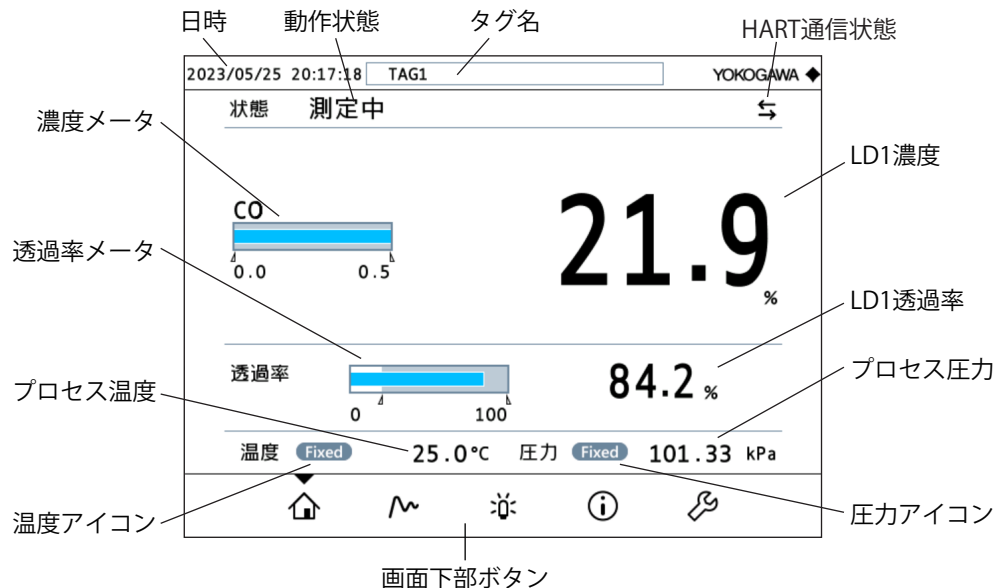 日時 動作状態 タグ名 HART通信状態
2023/05/25 20:17:18 TAG1 YOKOGAWA
状態 測定中
濃度メータ
LD1濃度
CO
21.9 %
透過率メータ
0.0 0.5
LD1透過率
透過率
84.2 %
プロセス圧力
プロセス温度
0 100
温度 Fixed 25.0°C 圧力 Fixed 101.33 kPa
温度アイコン
圧力アイコン
画面下部ボタン